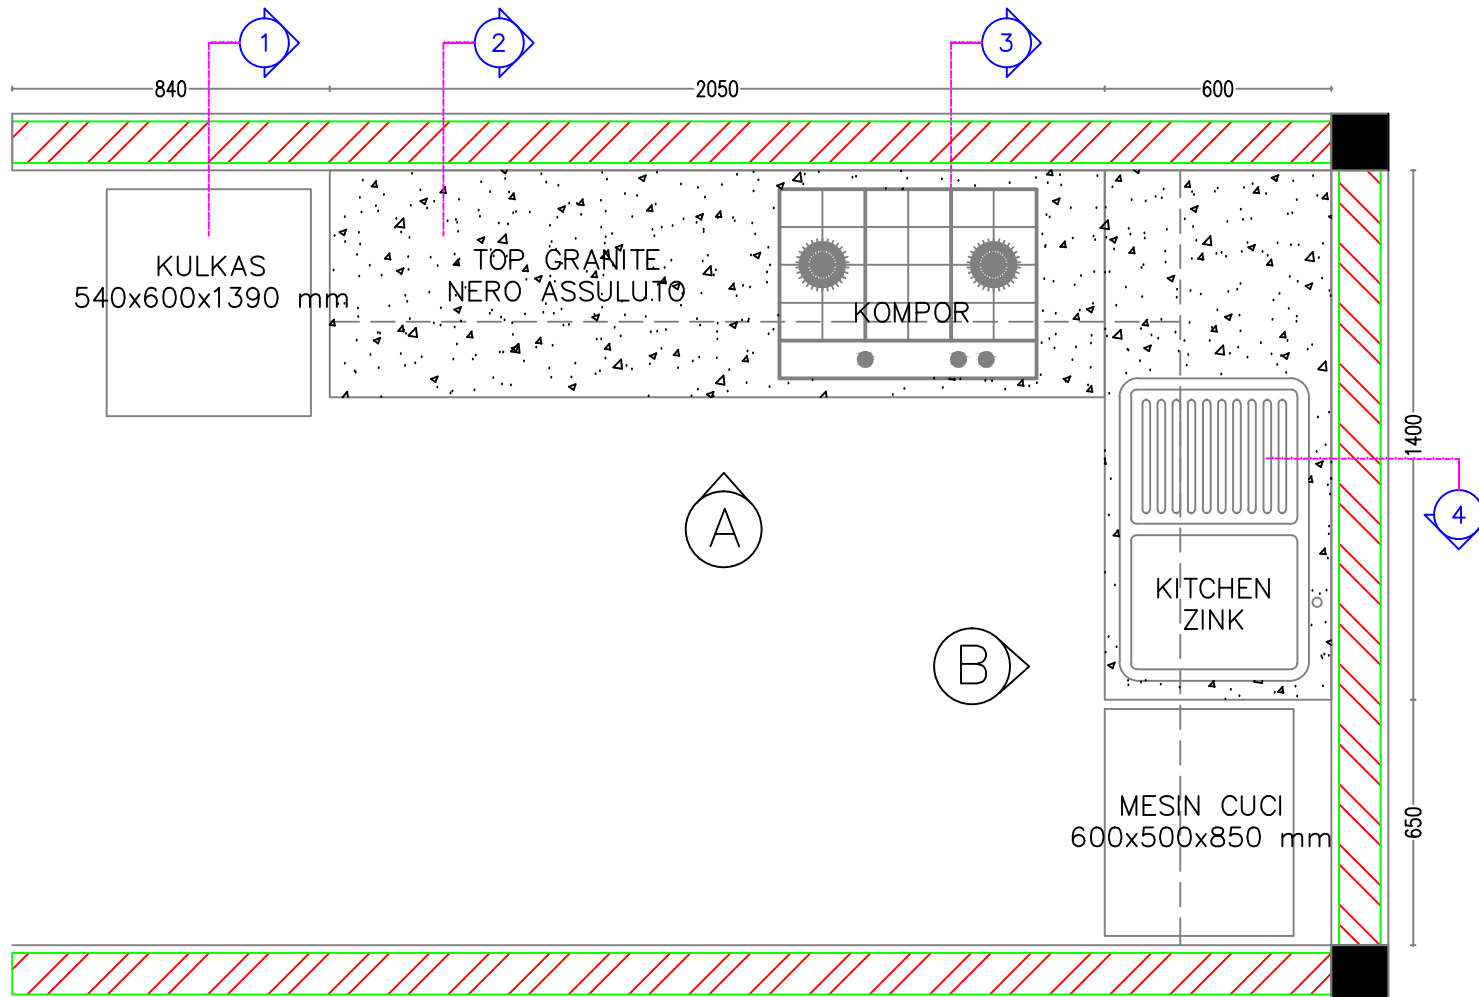 1
2
3
840
2050
600
KULKAS
540x600x1390 mm
TOP GRANITE
NERO ASSULUTO
KOMPOR
1400
4
A
KITCHEN
ZINK
B
MESIN CUCI
600x500x850 mm
650